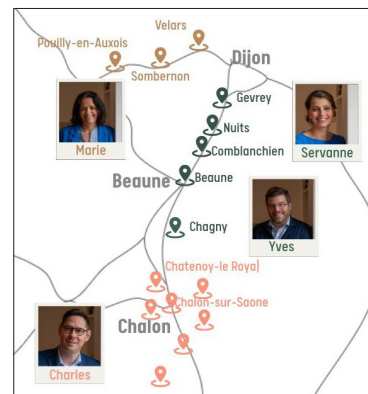 Velars
Pouilly-en-Auxois
Dijon
Sombernon
Gevrey
Nuits
Marie
Comblanchien
Servanne
Beaune
Beaune
Chagny
Yves
Chatenoy-le Royal
Chalon-sur-Saone
Chalon
Charles